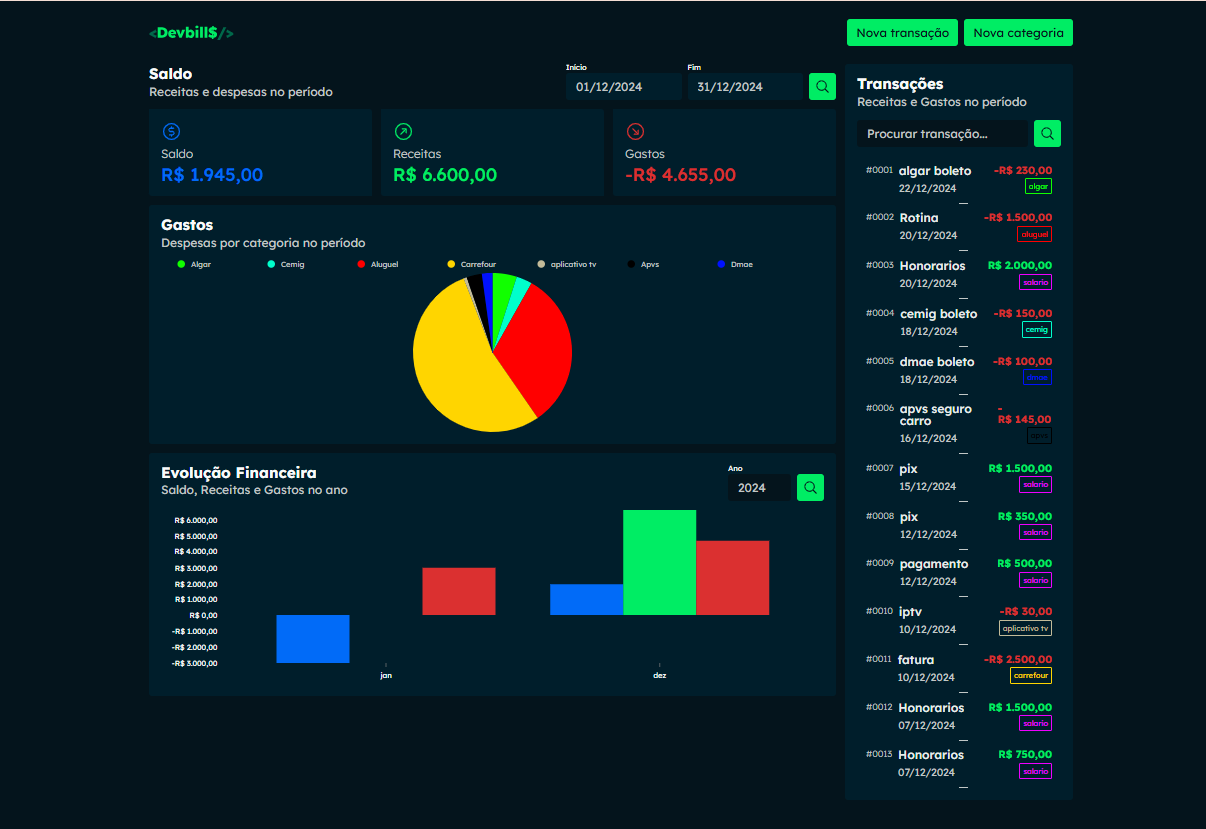 <Devbill$/>
Nova transação
Nova categoria
Saldo
Receitas e despesas no período
Início
01/12/2024
Fim
31/12/2024
Saldo
R$ 1.945,00
Receitas
R$ 6.600,00
Gastos
-R$ 4.655,00
Gastos
Despesas por categoria no período
Algar
Cemig
Aluguel
Carrefour
aplicativo tv
Apvs
Dmae
Evolução Financeira
Saldo, Receitas e Gastos no ano
Ano
2024
R$ 6.000,00
R$ 5.000,00
R$ 4.000,00
R$ 3.000,00
R$ 2.000,00
R$ 1.000,00
R$ 0,00
-R$ 1.000,00
-R$ 2.000,00
-R$ 3.000,00
jan
dez
Transações
Receitas e Gastos no período
Procurar transação...
#0001 algar boleto -R$ 230,00
22/12/2024 algar
#0002 Rotina -R$ 1.500,00
20/12/2024 aluguel
#0003 Honorarios R$ 2.000,00
20/12/2024 salario
#0004 cemig boleto -R$ 150,00
18/12/2024 cemig
#0005 dmae boleto -R$ 100,00
18/12/2024 dmae
#0006 apvs seguro -
carro R$ 145,00
16/12/2024 apvs
#0007 pix R$ 1.500,00
15/12/2024 salario
#0008 pix R$ 350,00
12/12/2024 salario
#0009 pagamento R$ 500,00
12/12/2024 salario
#0010 iptv -R$ 30,00
10/12/2024 aplicativo tv
#0011 fatura -R$ 2.500,00
10/12/2024 carrefour
#0012 Honorarios R$ 1.500,00
07/12/2024 salario
#0013 Honorarios R$ 750,00
07/12/2024 salario